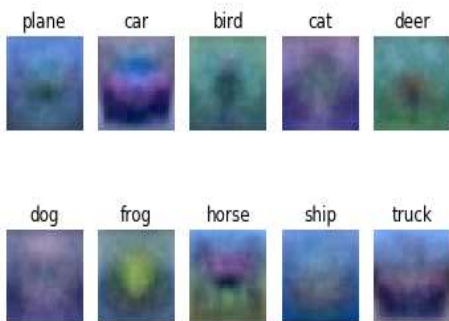 plane car bird cat deer
dog frog horse ship truck